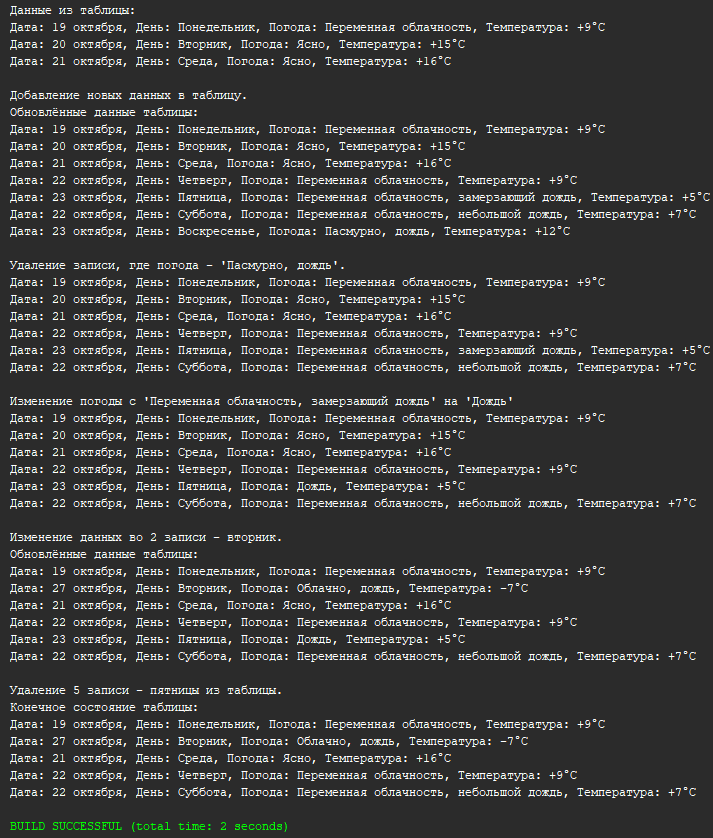 Данные из таблицы:
Дата: 19 октября, День: Понедельник, Погода: Переменная облачность, Температура: +9°C
Дата: 20 октября, День: Вторник, Погода: Ясно, Температура: +15°C
Дата: 21 октября, День: Среда, Погода: Ясно, Температура: +16°C
Добавление новых данных в таблицу.
Обновлённые данные таблицы:
Дата: 19 октября, День: Понедельник, Погода: Переменная облачность, Температура: +9°C
Дата: 20 октября, День: Вторник, Погода: Ясно, Температура: +15°C
Дата: 21 октября, День: Среда, Погода: Ясно, Температура: +16°C
Дата: 22 октября, День: Четверг, Погода: Переменная облачность, Температура: +9°C
Дата: 23 октября, День: Пятница, Погода: Переменная облачность, замерзающий дождь, Температура: +5°C
Дата: 22 октября, День: Суббота, Погода: Переменная облачность, небольшой дождь, Температура: +7°C
Дата: 23 октября, День: Воскресенье, Погода: Пасмурно, дождь, Температура: +12°C
Удаление записи, где погода - 'Пасмурно, дождь'.
Дата: 19 октября, День: Понедельник, Погода: Переменная облачность, Температура: +9°C
Дата: 20 октября, День: Вторник, Погода: Ясно, Температура: +15°C
Дата: 21 октября, День: Среда, Погода: Ясно, Температура: +16°C
Дата: 22 октября, День: Четверг, Погода: Переменная облачность, Температура: +9°C
Дата: 23 октября, День: Пятница, Погода: Переменная облачность, замерзающий дождь, Температура: +5°C
Дата: 22 октября, День: Суббота, Погода: Переменная облачность, небольшой дождь, Температура: +7°C
Изменение погоды с 'Переменная облачность, замерзающий дождь' на 'Дождь'
Дата: 19 октября, День: Понедельник, Погода: Переменная облачность, Температура: +9°C
Дата: 20 октября, День: Вторник, Погода: Ясно, Температура: +15°C
Дата: 21 октября, День: Среда, Погода: Ясно, Температура: +16°C
Дата: 22 октября, День: Четверг, Погода: Переменная облачность, Температура: +9°C
Дата: 23 октября, День: Пятница, Погода: Дождь, Температура: +5°C
Дата: 22 октября, День: Суббота, Погода: Переменная облачность, небольшой дождь, Температура: +7°C
Изменение данных во 2 записи - вторник.
Обновлённые данные таблицы:
Дата: 19 октября, День: Понедельник, Погода: Переменная облачность, Температура: +9°C
Дата: 27 октября, День: Вторник, Погода: Облачно, дождь, Температура: -7°C
Дата: 21 октября, День: Среда, Погода: Ясно, Температура: +16°C
Дата: 22 октября, День: Четверг, Погода: Переменная облачность, Температура: +9°C
Дата: 23 октября, День: Пятница, Погода: Дождь, Температура: +5°C
Дата: 22 октября, День: Суббота, Погода: Переменная облачность, небольшой дождь, Температура: +7°C
Удаление 5 записи - пятницы из таблицы.
Конечное состояние таблицы:
Дата: 19 октября, День: Понедельник, Погода: Переменная облачность, Температура: +9°C
Дата: 27 октября, День: Вторник, Погода: Облачно, дождь, Температура: -7°C
Дата: 21 октября, День: Среда, Погода: Ясно, Температура: +16°C
Дата: 22 октября, День: Четверг, Погода: Переменная облачность, Температура: +9°C
Дата: 22 октября, День: Суббота, Погода: Переменная облачность, небольшой дождь, Температура: +7°C
BUILD SUCCESSFUL (total time: 2 seconds)